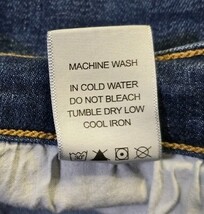 MACHINE WASH
IN COLD WATER
DO NOT BLEACH
TUMBLE DRY LOW
COOL IRON